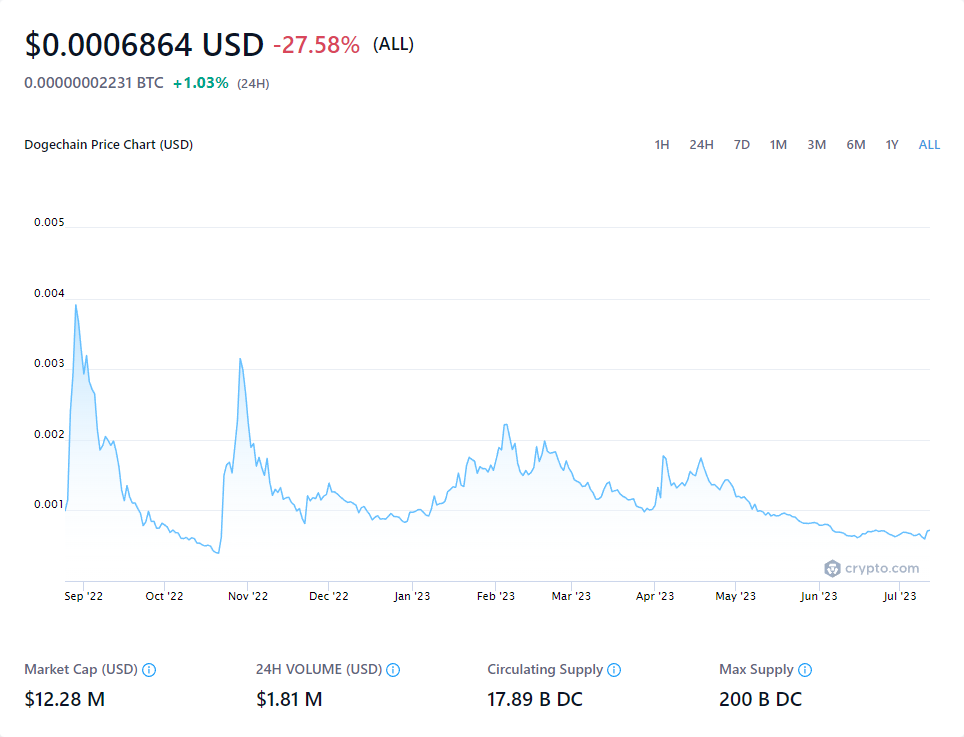 $0.0006864 USD -27.58% (ALL)
0.00000002231 BTC +1.03% (24H)
Dogechain Price Chart (USD) 1H 24H 7D 1M 3M 6M 1Y ALL
0.005
0.004
0.003
0.002
0.001
crypto.com
Sep '22 Oct '22 Nov '22 Dec '22 Jan '23 Feb '23 Mar '23 Apr '23 May '23 Jun '23 Jul '23
Market Cap (USD) 24H VOLUME (USD) Circulating Supply Max Supply
$12.28 M $1.81 M 17.89 B DC 200 B DC